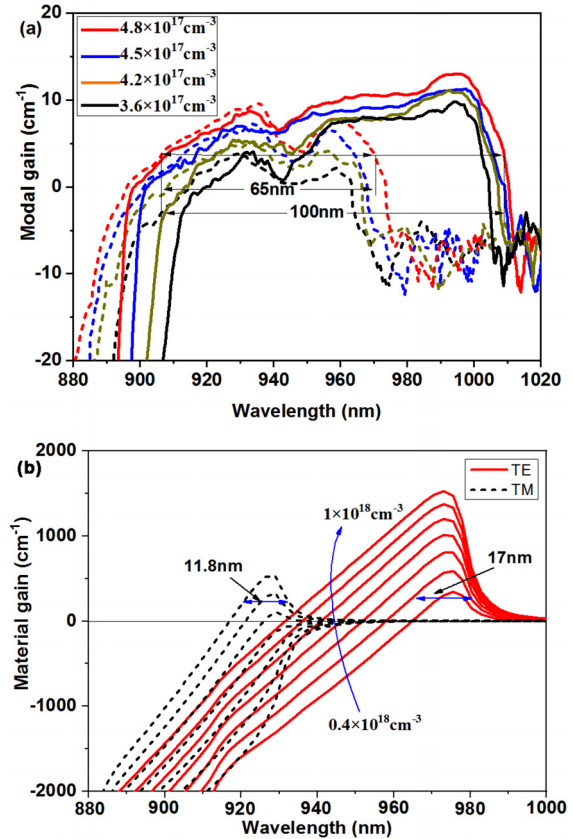 (a)
4.8×10¹⁷cm⁻³
4.5×10¹⁷cm⁻³
4.2×10¹⁷cm⁻³
3.6×10¹⁷cm⁻³
20
10
0
-10
-20
Modal gain (cm⁻¹)
65nm
100nm
880 900 920 940 960 980 1000 1020
Wavelength (nm)
(b)
TE
TM
2000
1000
0
-1000
-2000
Material gain (cm⁻¹)
1×10¹⁸cm⁻³
11.8nm
17nm
0.4×10¹⁸cm⁻³
880 900 920 940 960 980 1000
Wavelength (nm)